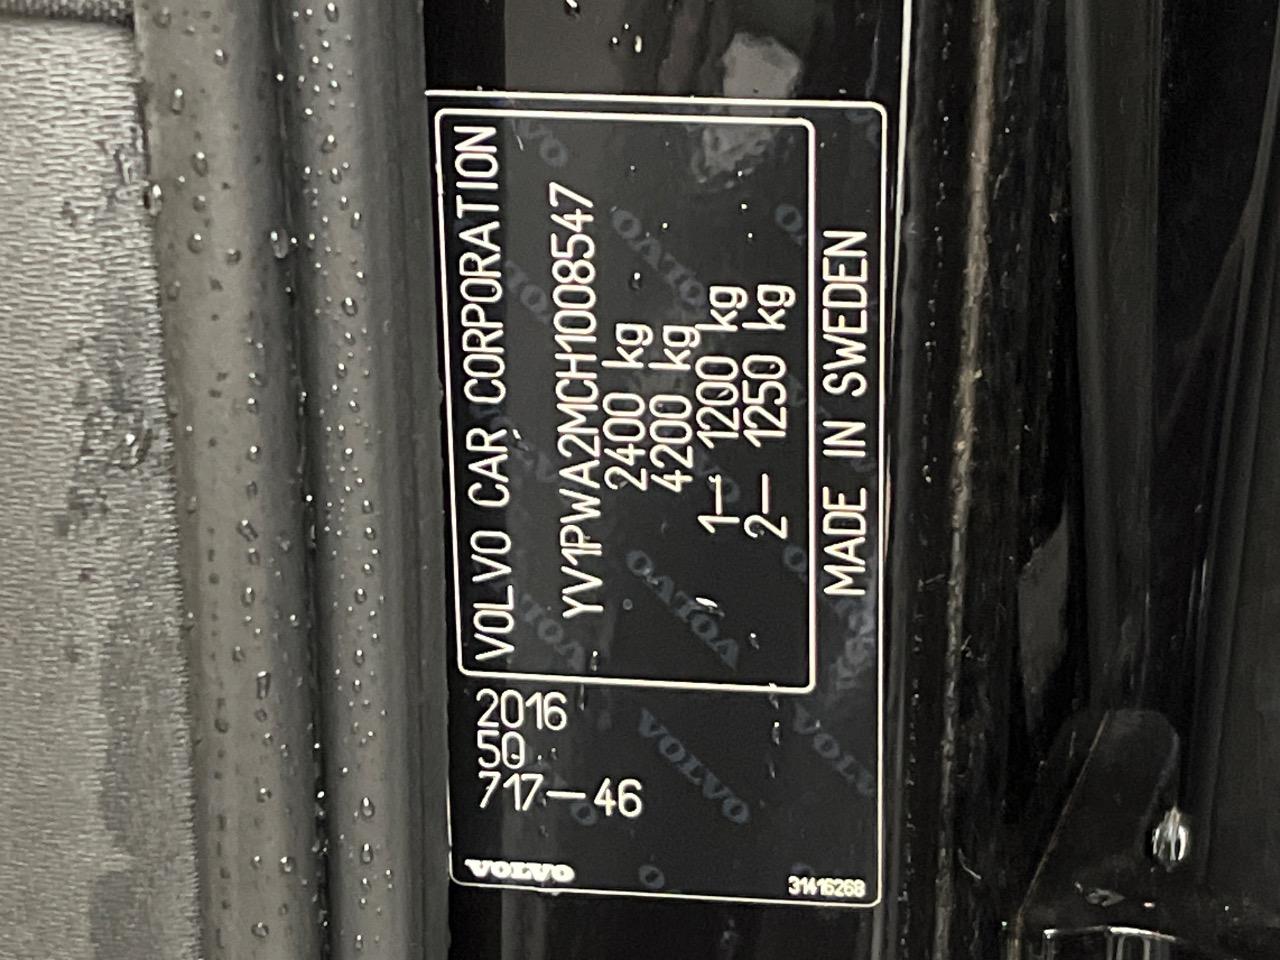 VOLVO CAR CORPORATION
YV1PWA2MCH1008547
2400 kg
4200 kg
1— 1200 kg
2— 1250 kg
MADE IN SWEDEN
2016
50
717—46
VOLVO
31416268